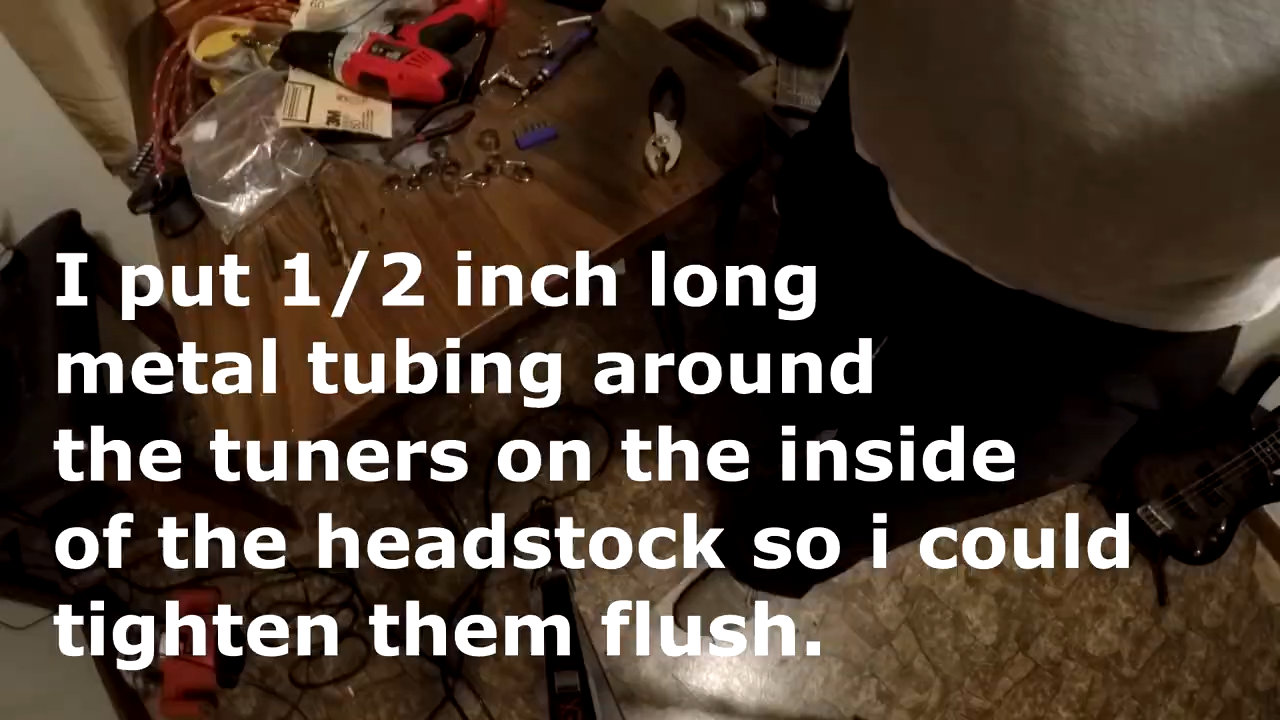 3M
I put 1/2 inch long
metal tubing around
the tuners on the inside
of the headstock so i could
tighten them flush.